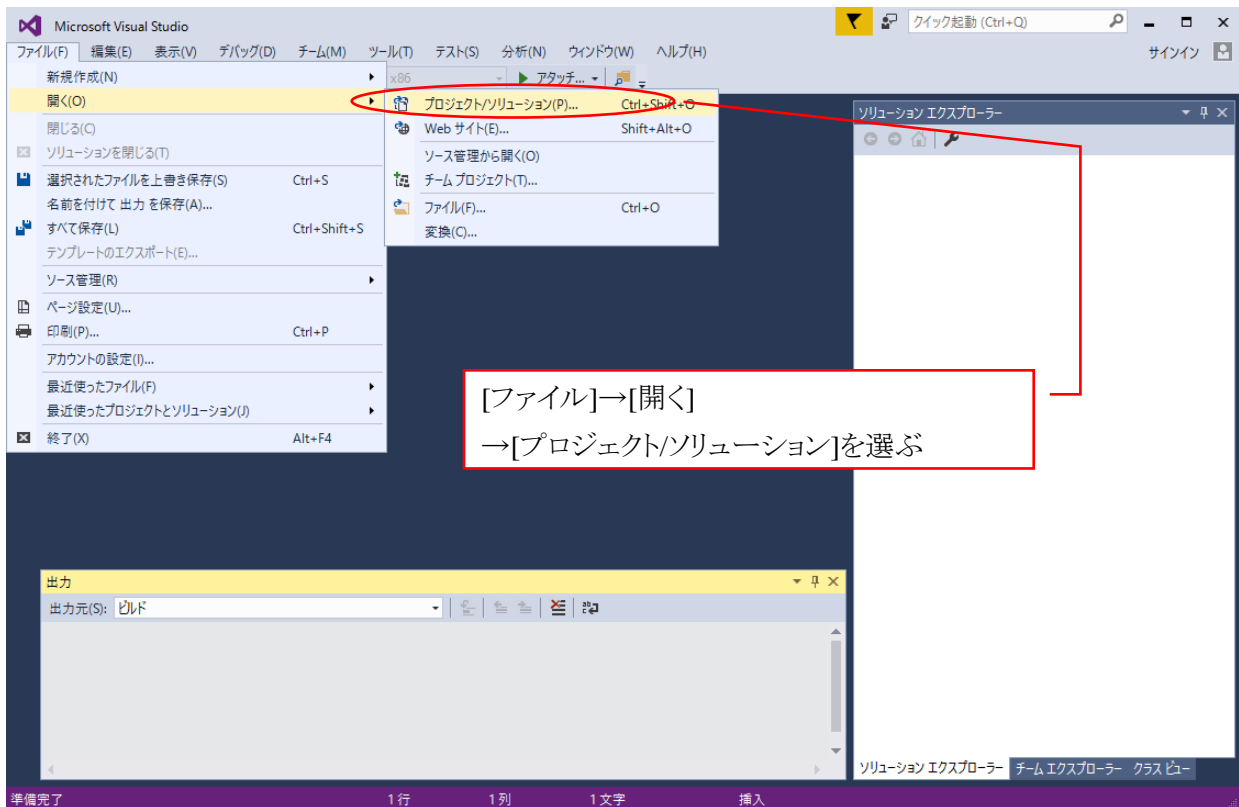 Microsoft Visual Studio
クイック起動 (Ctrl+Q)
ファイル(F) 編集(E) 表示(V) デバッグ(D) チーム(M) ツール(T) テスト(S) 分析(N) ウィンドウ(W) ヘルプ(H)
サインイン
x86 アタッチ...
新規作成(N)
開く(O)
閉じる(C)
ソリューションを閉じる(T)
選択されたファイルを上書き保存(S) Ctrl+S
名前を付けて 出力 を保存(A)...
すべて保存(L) Ctrl+Shift+S
テンプレートのエクスポート(E)...
ソース管理(R)
ページ設定(U)...
印刷(P)... Ctrl+P
アカウントの設定(I)...
最近使ったファイル(F)
最近使ったプロジェクトとソリューション(J)
終了(X) Alt+F4
プロジェクト/ソリューション(P)... Ctrl+Shift+O
Web サイト(E)... Shift+Alt+O
ソース管理から開く(O)
チーム プロジェクト(T)...
ファイル(F)... Ctrl+O
変換(C)...
ソリューション エクスプローラー
[ファイル]→[開く]
→[プロジェクト/ソリューション]を選ぶ
出力
出力元(S): ビルド
ソリューション エクスプローラー チーム エクスプローラー クラス ビュー
準備完了 1 行 1 列 1 文字 挿入